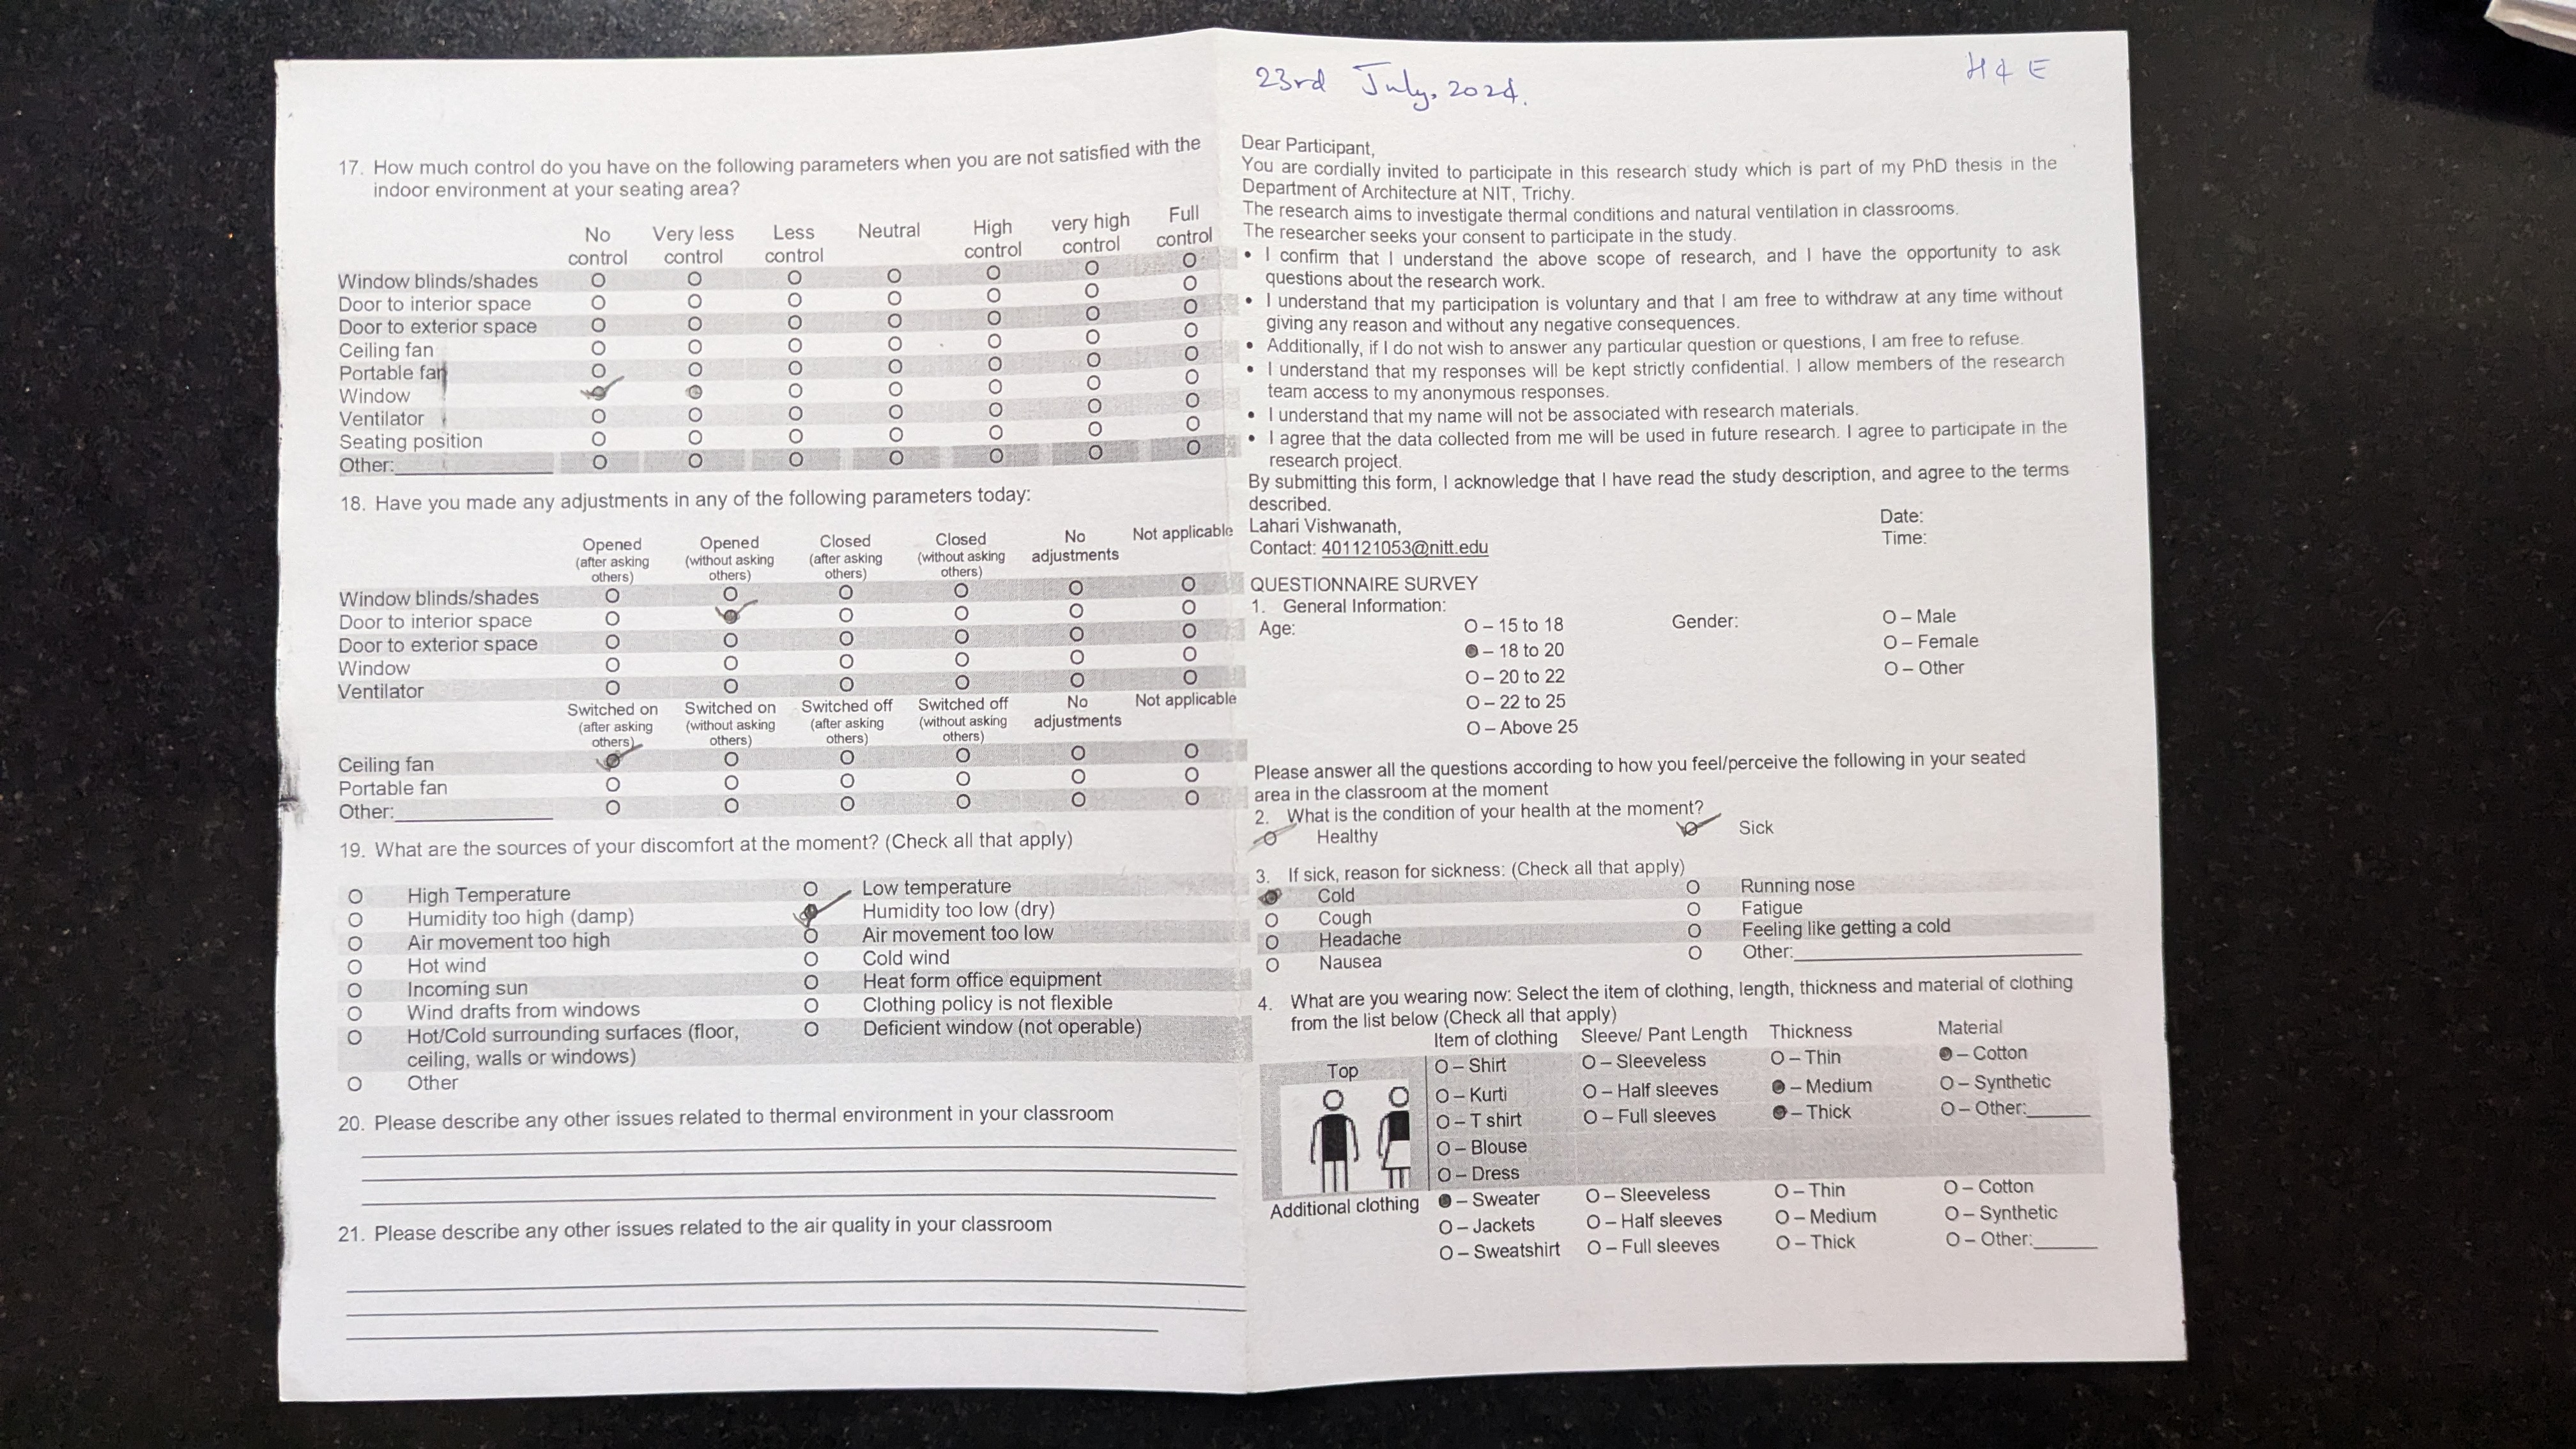 17. How much control do you have on the following parameters when you are not satisfied with the
indoor environment at your seating area?
No control Very less control Less control Neutral High control very high control Full control
Window blinds/shades O O O O O O O
Door to interior space O O O O O O O
Door to exterior space O O O O O O O
Ceiling fan O O O O O O O
Portable fan O O O O O O O
Window
Ventilator O O O O O O O
Seating position O O O O O O O
Other: O O O O O O O
18. Have you made any adjustments in any of the following parameters today:
Opened (after asking others) Opened (without asking others) Closed (after asking others) Closed (without asking others) No adjustments Not applicable
Window blinds/shades O O O O O O
Door to interior space
Door to exterior space O O O O O O
Window O O O O O O
Ventilator O O O O O O
Switched on (after asking others) Switched on (without asking others) Switched off (after asking others) Switched off (without asking others) No adjustments Not applicable
Ceiling fan
Portable fan O O O O O O
Other: O O O O O O
19. What are the sources of your discomfort at the moment? (Check all that apply)
O High Temperature O Low temperature
O Humidity too high (damp) Humidity too low (dry)
O Air movement too high O Air movement too low
O Hot wind O Cold wind
O Incoming sun O Heat form office equipment
O Wind drafts from windows O Clothing policy is not flexible
O Hot/Cold surrounding surfaces (floor, O Deficient window (not operable)
ceiling, walls or windows)
O Other
20. Please describe any other issues related to thermal environment in your classroom
21. Please describe any other issues related to the air quality in your classroom
23rd July, 2024.
H & E
Dear Participant,
You are cordially invited to participate in this research study which is part of my PhD thesis in the
Department of Architecture at NIT, Trichy.
The research aims to investigate thermal conditions and natural ventilation in classrooms.
The researcher seeks your consent to participate in the study.
• I confirm that I understand the above scope of research, and I have the opportunity to ask
questions about the research work.
• I understand that my participation is voluntary and that I am free to withdraw at any time without
giving any reason and without any negative consequences.
• Additionally, if I do not wish to answer any particular question or questions, I am free to refuse.
• I understand that my responses will be kept strictly confidential. I allow members of the research
team access to my anonymous responses.
• I understand that my name will not be associated with research materials.
• I agree that the data collected from me will be used in future research. I agree to participate in the
research project.
By submitting this form, I acknowledge that I have read the study description, and agree to the terms
described.
Lahari Vishwanath, Date:
Contact: 401121053@nitt.edu Time:
QUESTIONNAIRE SURVEY
1. General Information:
Age: O – 15 to 18 Gender: O – Male
– 18 to 20 O – Female
O – 20 to 22 O – Other
O – 22 to 25
O – Above 25
Please answer all the questions according to how you feel/perceive the following in your seated
area in the classroom at the moment
2. What is the condition of your health at the moment?
Healthy Sick
3. If sick, reason for sickness: (Check all that apply)
Cold O Running nose
O Cough O Fatigue
O Headache O Feeling like getting a cold
O Nausea O Other:
4. What are you wearing now: Select the item of clothing, length, thickness and material of clothing
from the list below (Check all that apply)
Item of clothing Sleeve/ Pant Length Thickness Material
Top O – Shirt O – Sleeveless O – Thin – Cotton
O – Kurti O – Half sleeves – Medium O – Synthetic
O – T shirt O – Full sleeves – Thick O – Other:
O – Blouse
O – Dress
Additional clothing – Sweater O – Sleeveless O – Thin O – Cotton
O – Jackets O – Half sleeves O – Medium O – Synthetic
O – Sweatshirt O – Full sleeves O – Thick O – Other: